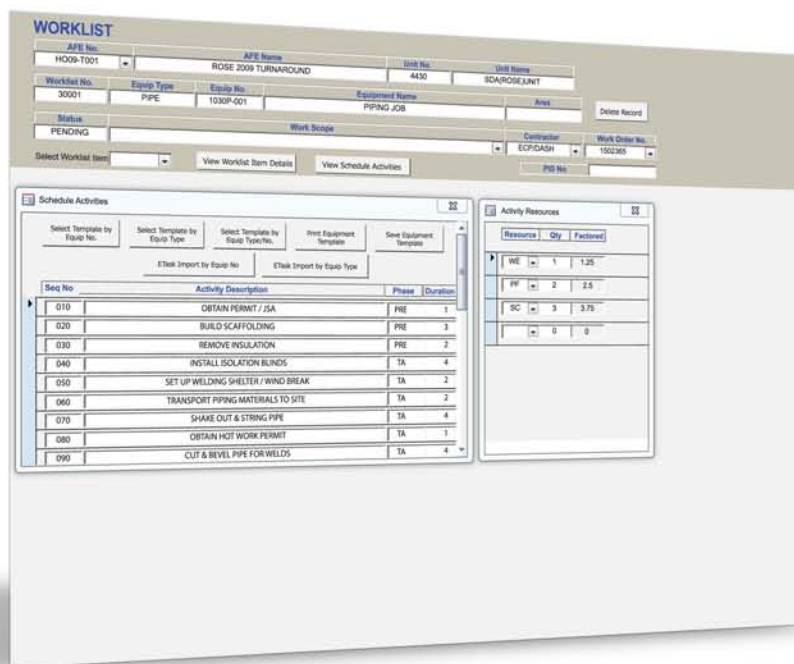 WORKLIST
AFE No. AFE Name Unit No. Unit Name
HO09-T001 ROSE 2009 TURNAROUND 4430 SDA(ROSE)UNIT
Worklist No. Equip Type Equip No. Equipment Name Area
30001 PIPE 1030P-001 PIPING JOB Delete Record
Status Work Scope Contractor Work Order No.
PENDING ECP/DASH 1502365
Select Worklist Item View Worklist Item Details View Schedule Activities PID No
Schedule Activities
Select Template by Equip No. Select Template by Equip Type Select Template by Equip Type/No. Print Equipment Template Save Equipment Template
ETask Import by Equip No ETask Import by Equip Type
Seq No Activity Description Phase Duration
010 OBTAIN PERMIT / JSA PRE 1
020 BUILD SCAFFOLDING PRE 3
030 REMOVE INSULATION PRE 2
040 INSTALL ISOLATION BLINDS TA 4
050 SET UP WELDING SHELTER / WIND BREAK TA 2
060 TRANSPORT PIPING MATERIALS TO SITE TA 2
070 SHAKE OUT & STRING PIPE TA 4
080 OBTAIN HOT WORK PERMIT TA 1
090 CUT & BEVEL PIPE FOR WELDS TA 4
Activity Resources
Resource Qty Factored
WE 1 1.25
PF 2 2.5
SC 3 3.75
0 0